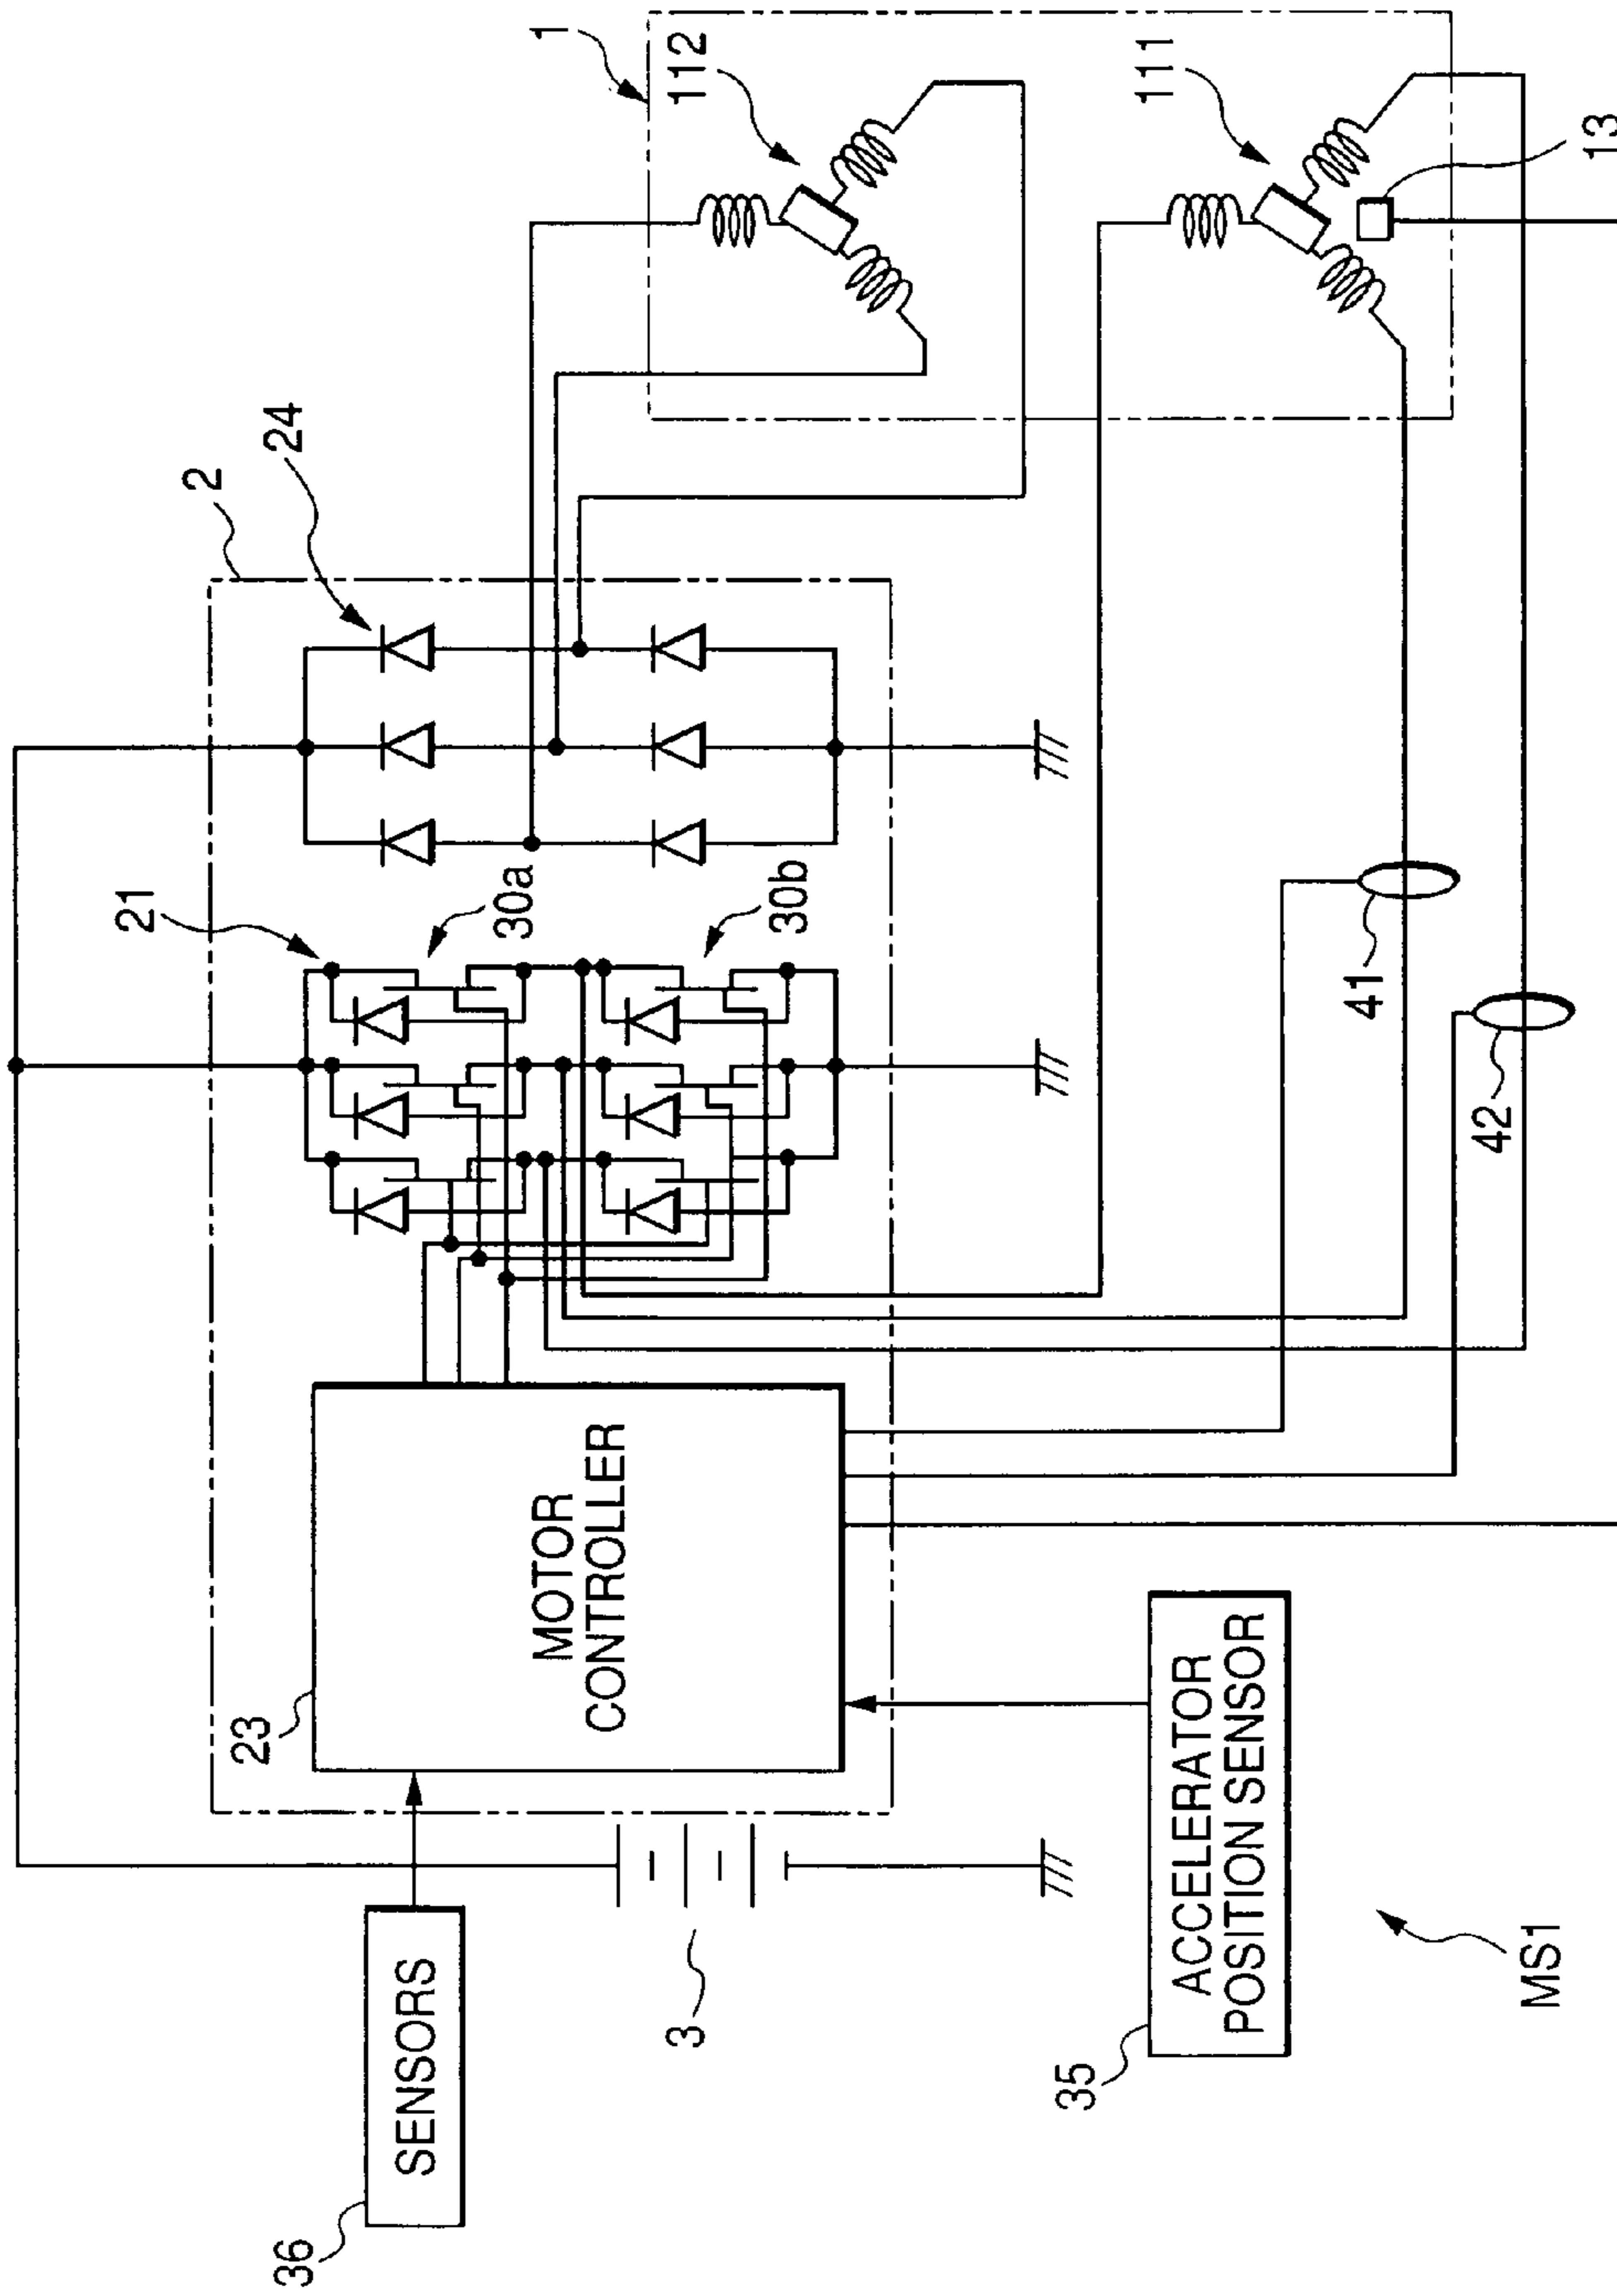 36
SENSORS
3
35
ACCELERATOR
POSITION SENSOR
MS1
23
MOTOR
CONTROLLER
21
30a
30b
2
24
41
42
1
112
111
13